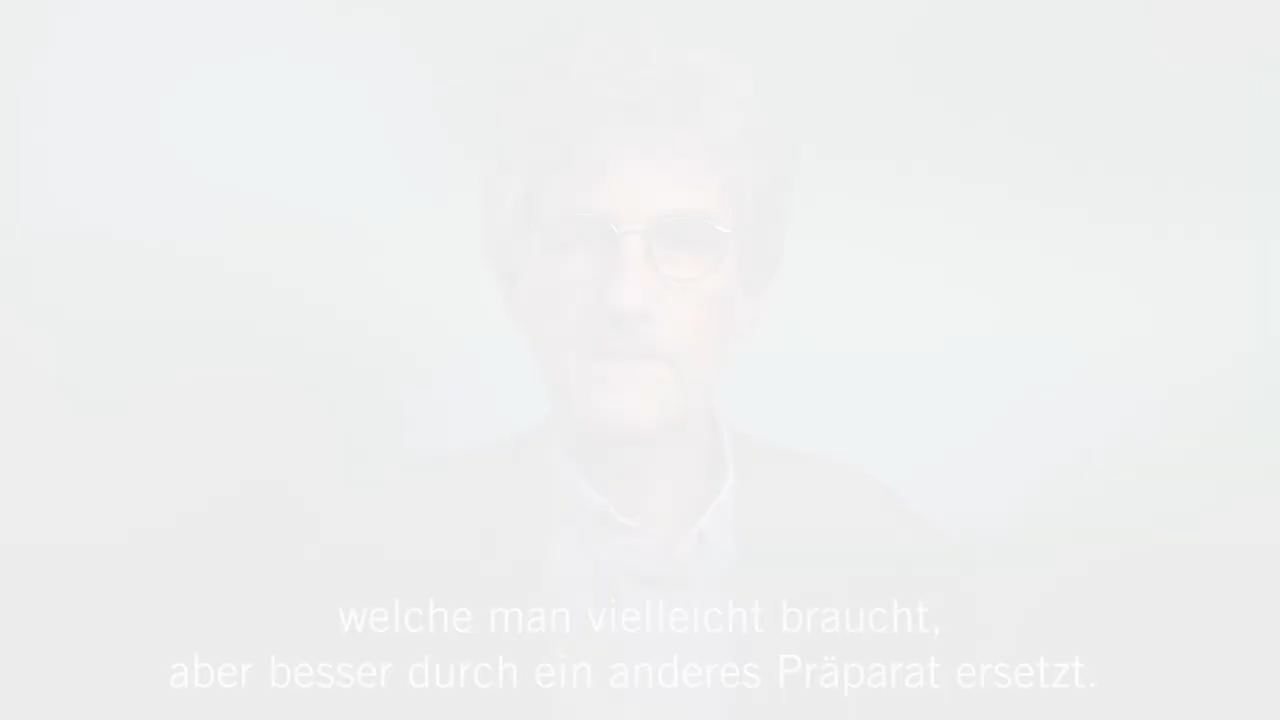 welche man vielleicht braucht,
aber besser durch ein anderes Präparat ersetzt.